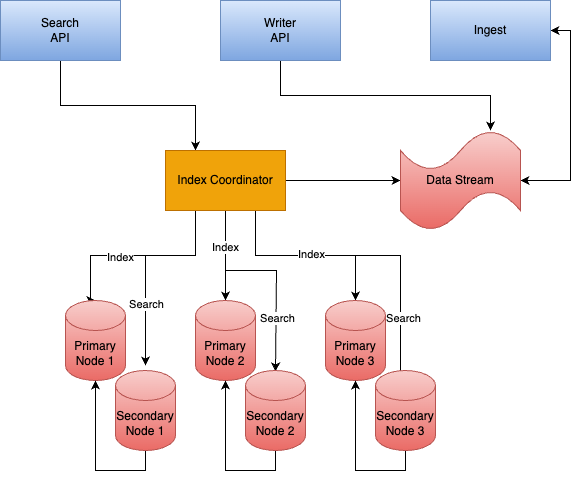 Search
API
Writer
API
Ingest
Index Coordinator
Data Stream
Index
Index
Index
Search
Search
Search
Primary
Node 1
Primary
Node 2
Primary
Node 3
Secondary
Node 1
Secondary
Node 2
Secondary
Node 3